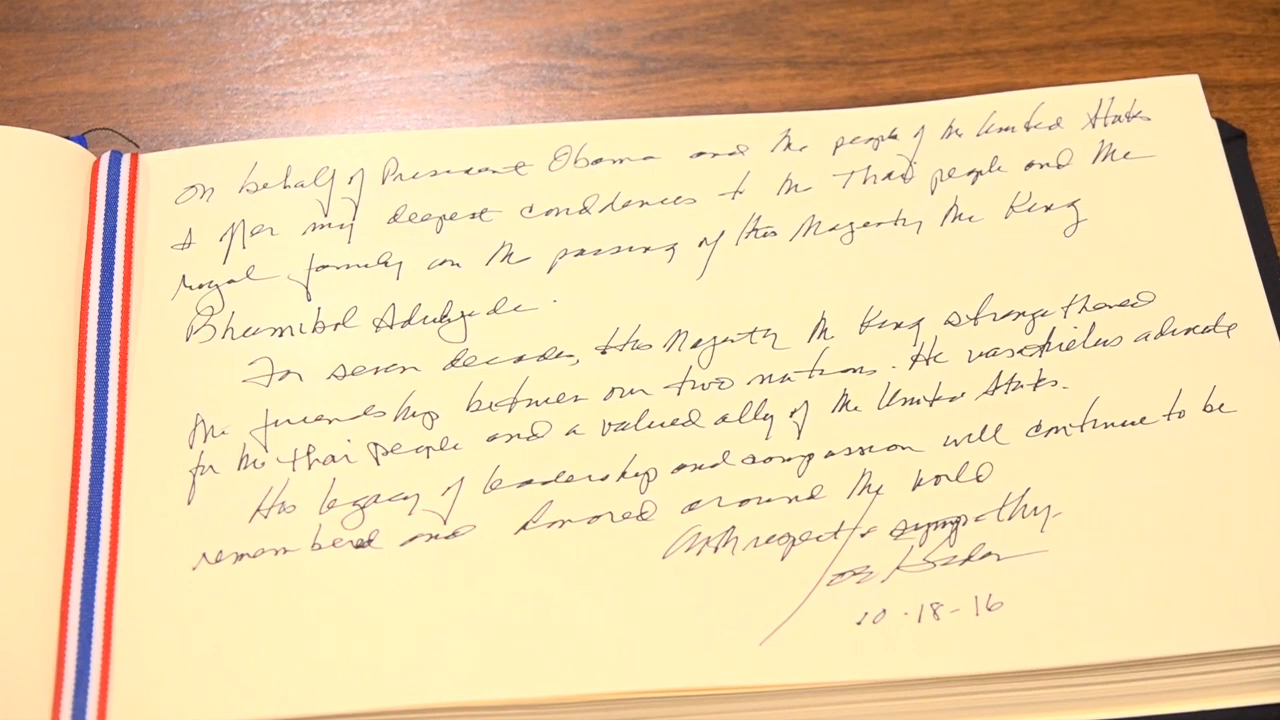 On behalf of President Obama and the people of the United States
I offer my deepest condolences to the Thai people and the
royal family on the passing of His Majesty the King
Bhumibol Adulyade.
For seven decades, His Majesty the King strengthened
the friendship between our two nations. He was tireless advocate
for the Thai people and a valued ally of the United States.
His legacy of leadership and compassion will continue to be
remembered and honored around the world
With respect & sympathy.
Joe Biden
10-18-16